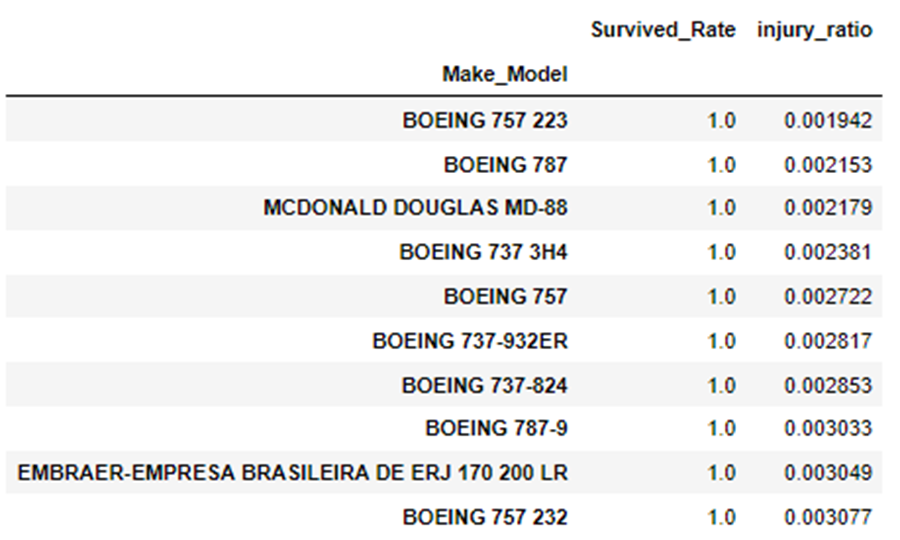 Survived_Rate injury_ratio
Make_Model
BOEING 757 223 1.0 0.001942
BOEING 787 1.0 0.002153
MCDONALD DOUGLAS MD-88 1.0 0.002179
BOEING 737 3H4 1.0 0.002381
BOEING 757 1.0 0.002722
BOEING 737-932ER 1.0 0.002817
BOEING 737-824 1.0 0.002853
BOEING 787-9 1.0 0.003033
EMBRAER-EMPRESA BRASILEIRA DE ERJ 170 200 LR 1.0 0.003049
BOEING 757 232 1.0 0.003077